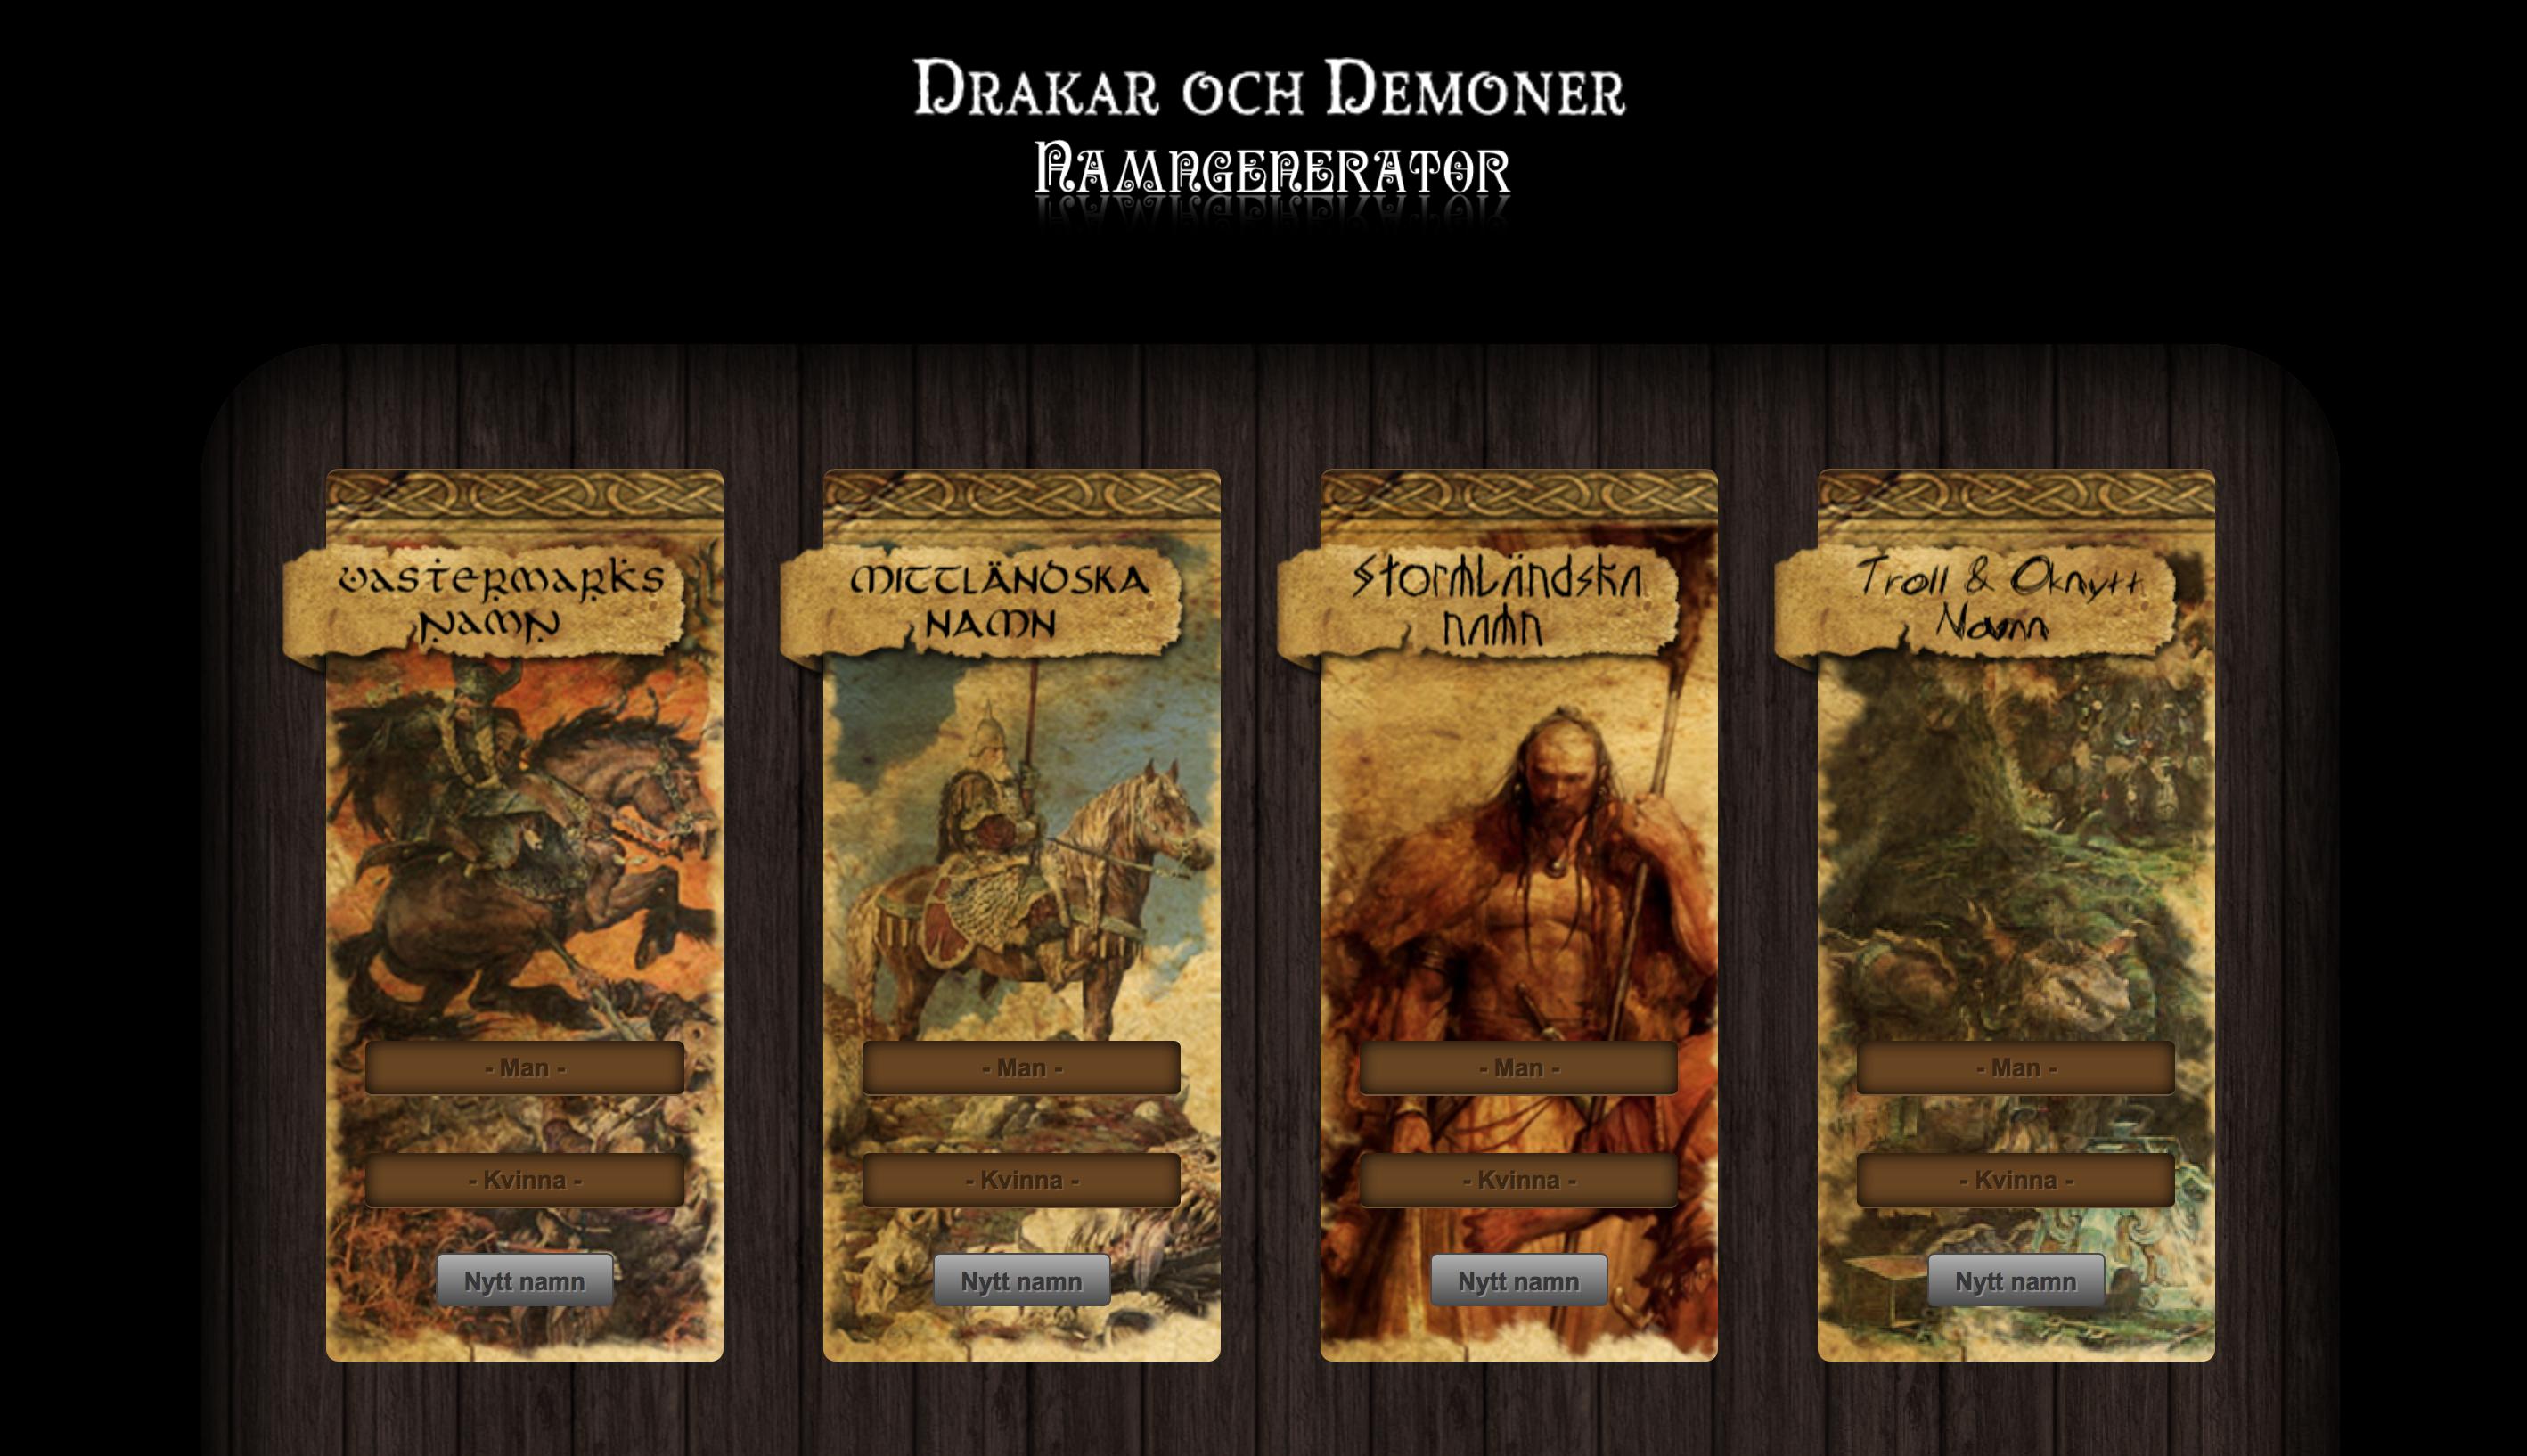 Drakar och Demoner
Namngenerator
Vastermarks
Namn
Mittländska
Namn
Stormländska
namn
Troll & Oknytt
Namn
- Man -
- Man -
- Man -
- Man -
- Kvinna -
- Kvinna -
- Kvinna -
- Kvinna -
Nytt namn
Nytt namn
Nytt namn
Nytt namn